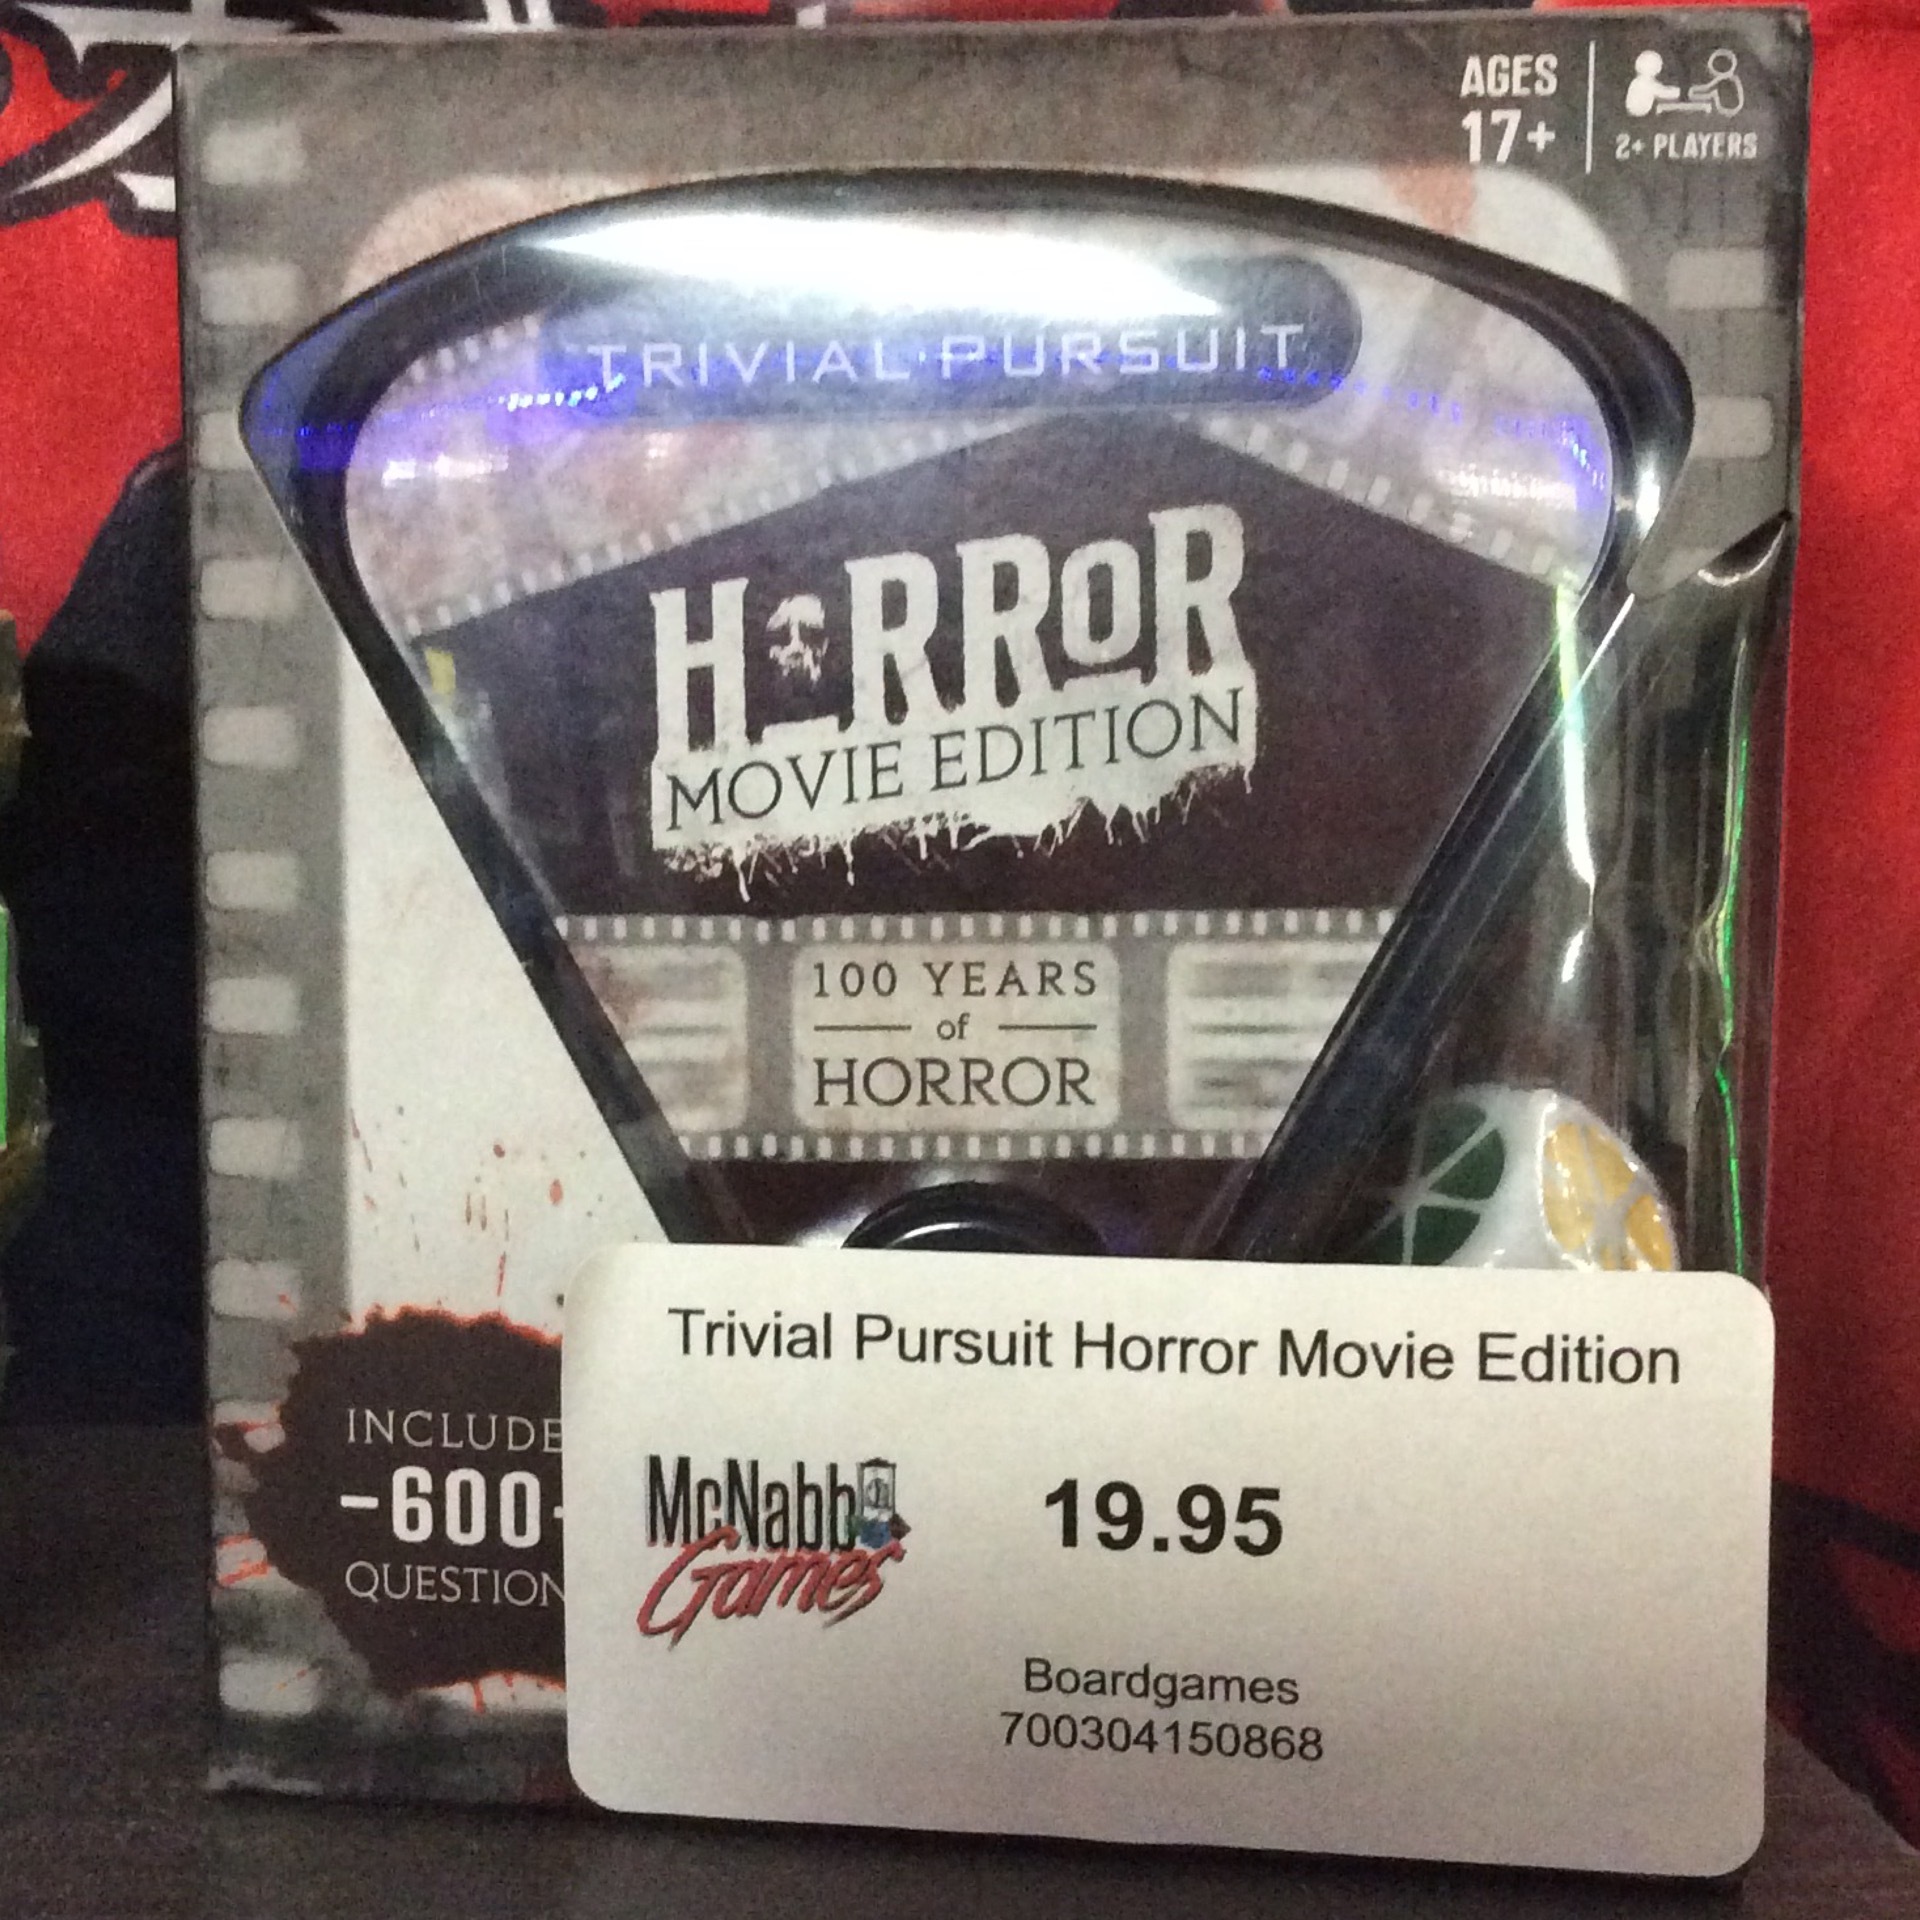 AGES
17+
2+ PLAYERS
TRIVIAL PURSUIT
HORROR
MOVIE EDITION
100 YEARS
of
HORROR
INCLUDE
-600
QUESTION
Trivial Pursuit Horror Movie Edition
McNabb
Games
19.95
Boardgames
700304150868